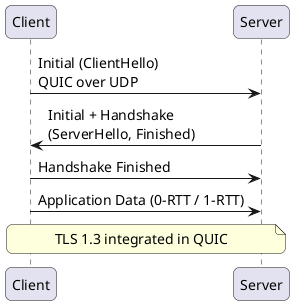 Client Server
Initial (ClientHello)
QUIC over UDP
Initial + Handshake
(ServerHello, Finished)
Handshake Finished
Application Data (0-RTT / 1-RTT)
TLS 1.3 integrated in QUIC
Client Server